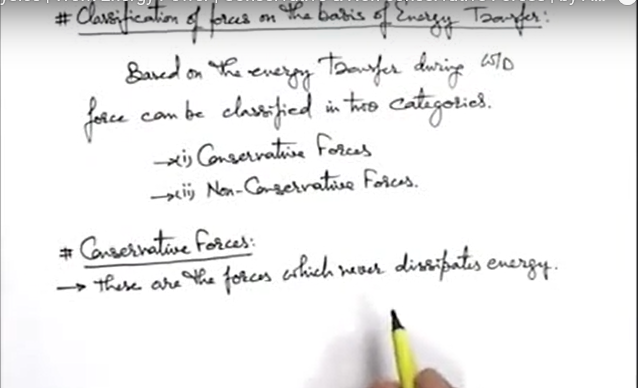 # Classification of forces on the basis of Energy Transfer:
Based on the energy Transfer during W/D
force can be classified in two categories.
→(i) Conservative Forces
→(ii) Non-Conservative Forces.
# Conservative Forces:
→ These are the forces which never dissipates energy.